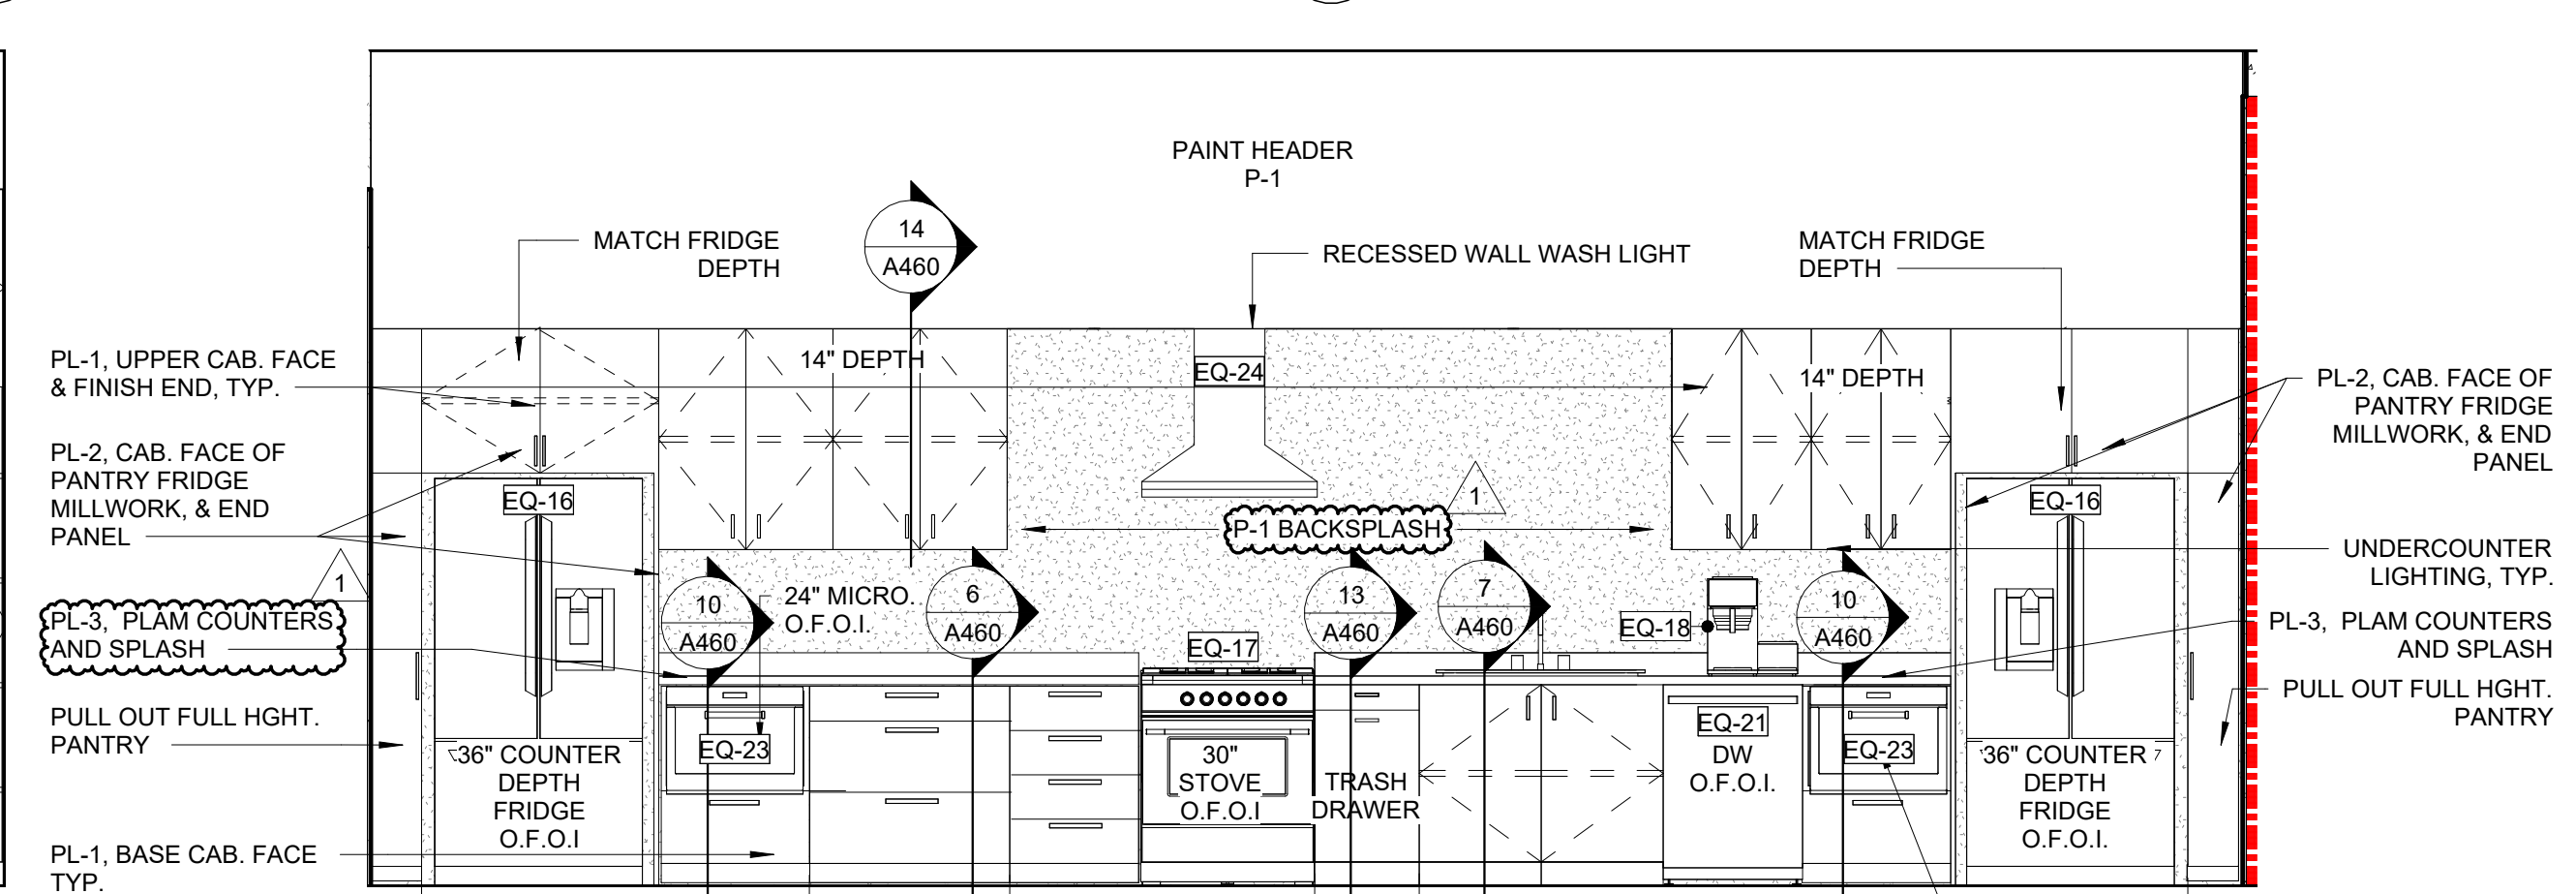 PAINT HEADER
P-1
MATCH FRIDGE
DEPTH
14
A460
RECESSED WALL WASH LIGHT
MATCH FRIDGE
DEPTH
PL-1, UPPER CAB. FACE
& FINISH END, TYP.
14" DEPTH
EQ-24
14" DEPTH
PL-2, CAB. FACE OF
PANTRY FRIDGE
MILLWORK, & END
PANEL
PL-2, CAB. FACE OF
PANTRY FRIDGE
MILLWORK, & END
PANEL
EQ-16
1
P-1 BACKSPLASH
EQ-16
UNDERCOUNTER
LIGHTING, TYP.
1
PL-3, PLAM COUNTERS
AND SPLASH
10
A460
24" MICRO.
O.F.O.I.
6
A460
EQ-17
13
A460
7
A460
EQ-18
10
A460
PL-3, PLAM COUNTERS
AND SPLASH
PULL OUT FULL HGHT.
PANTRY
PULL OUT FULL HGHT.
PANTRY
36" COUNTER
DEPTH
FRIDGE
O.F.O.I
EQ-23
30"
STOVE
O.F.O.I
TRASH
DRAWER
EQ-21
DW
O.F.O.I.
EQ-23
36" COUNTER
DEPTH
FRIDGE
O.F.O.I.
PL-1, BASE CAB. FACE
TYP.